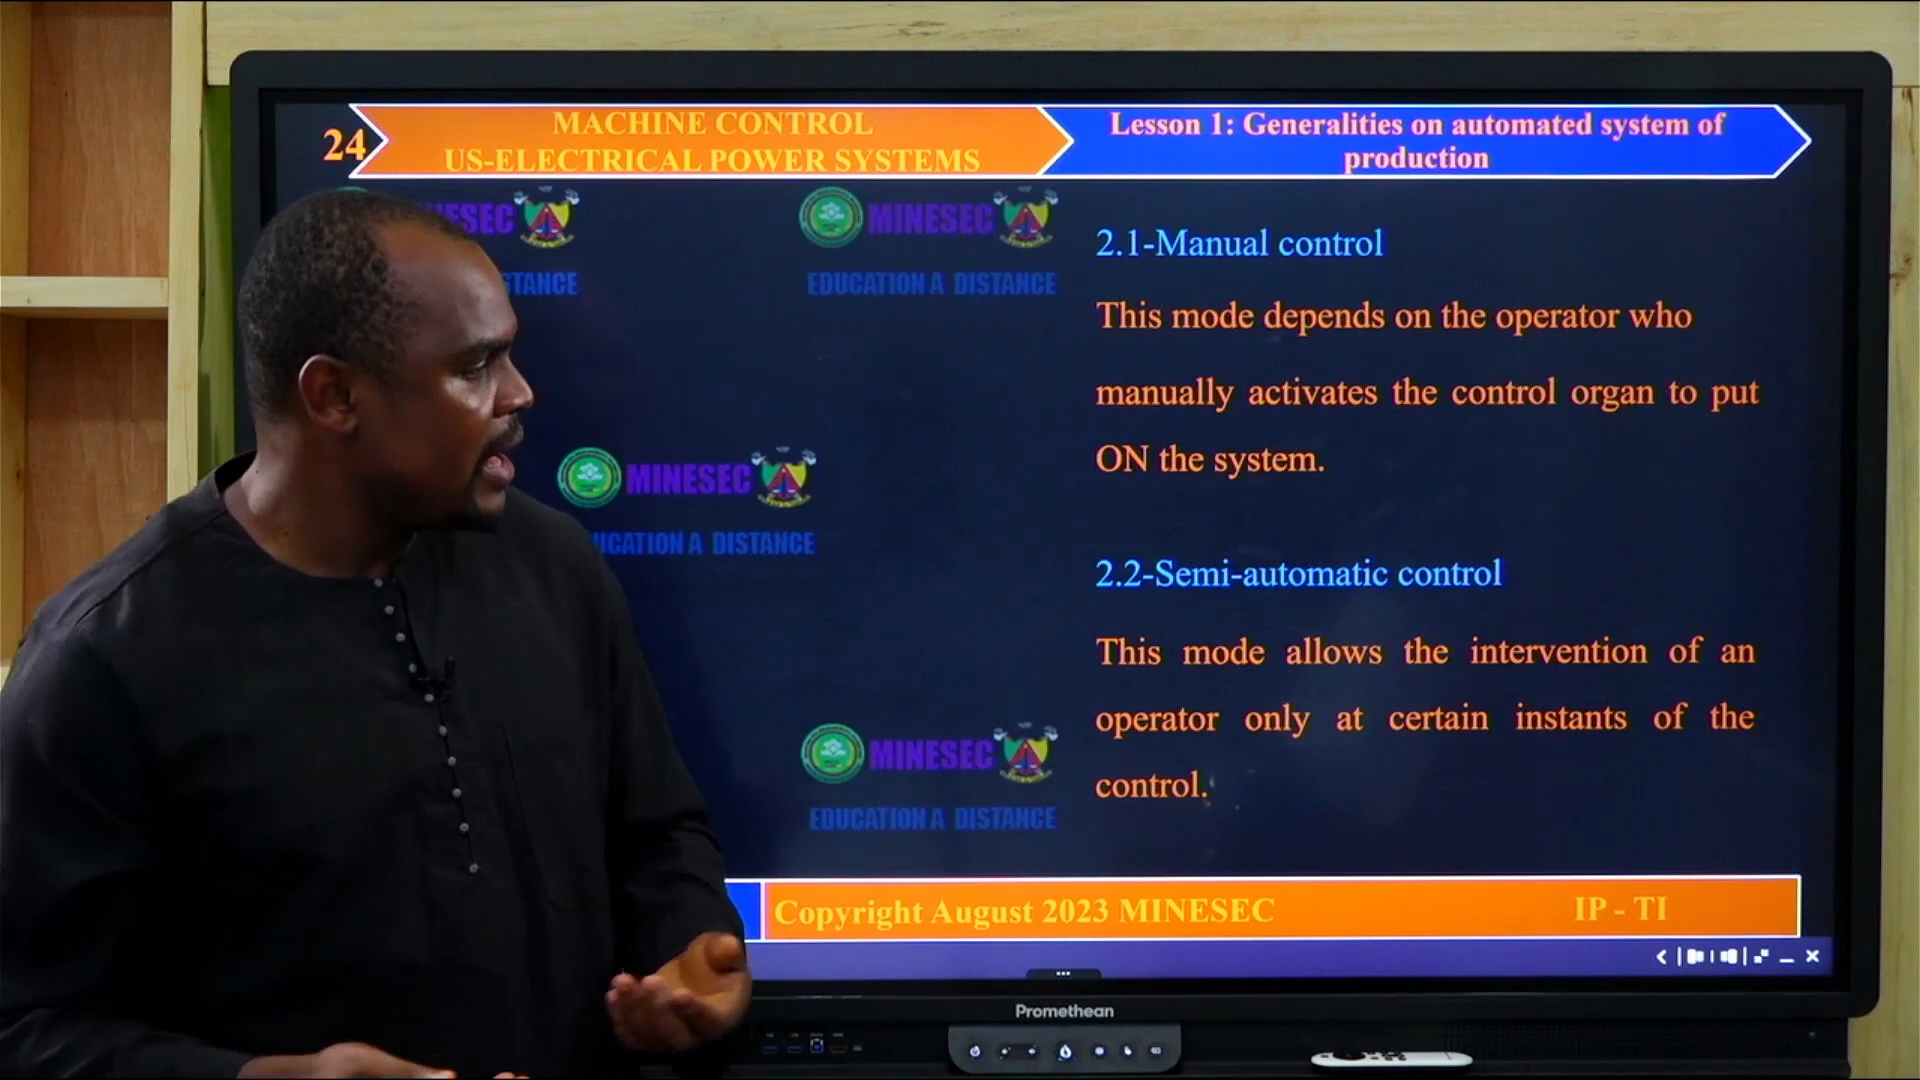 24
MACHINE CONTROL
US-ELECTRICAL POWER SYSTEMS
Lesson 1: Generalities on automated system of
production
MINESEC
EDUCATION A DISTANCE
2.1-Manual control
This mode depends on the operator who
manually activates the control organ to put
ON the system.
MINESEC
DISTANCE
2.2-Semi-automatic control
This mode allows the intervention of an
operator only at certain instants of the
control.
MINESEC
EDUCATION A DISTANCE
Copyright August 2023 MINESEC
IP - TI
Promethean